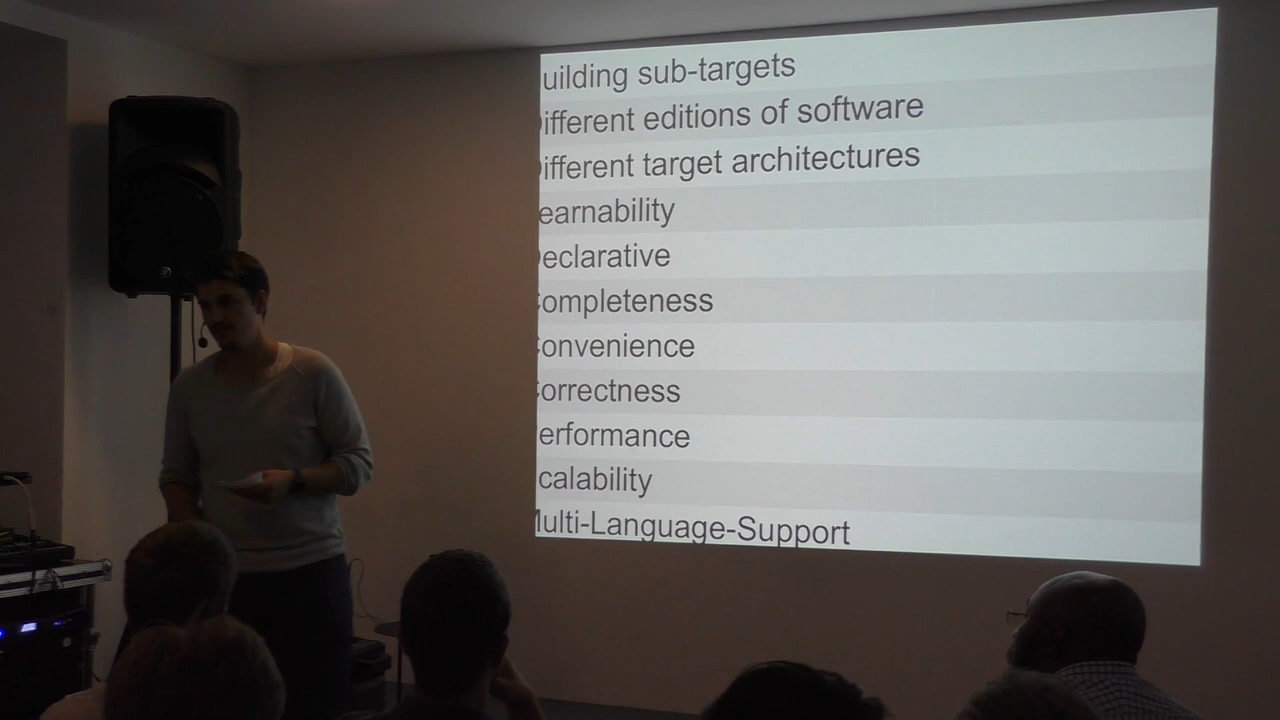 uilding sub-targets
ifferent editions of software
ifferent target architectures
earnability
eclarative
ompleteness
onvenience
orrectness
erformance
calability
ulti-Language-Support